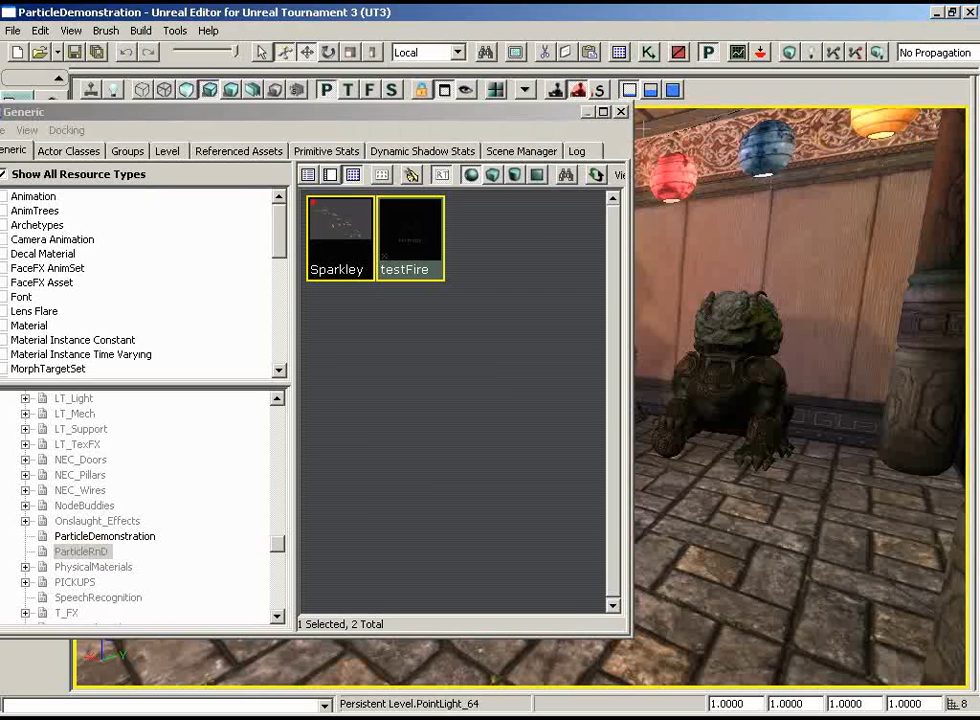 ParticleDemonstration - Unreal Editor for Unreal Tournament 3 (UT3)
File Edit View Brush Build Tools Help
Local
No Propagation
P T F S
Generic
View Docking
Actor Classes Groups Level Referenced Assets Primitive Stats Dynamic Shadow Stats Scene Manager Log
Show All Resource Types
Animation
AnimTrees
Archetypes
Camera Animation
Decal Material
FaceFX AnimSet
FaceFX Asset
Font
Lens Flare
Material
Material Instance Constant
Material Instance Time Varying
MorphTargetSet
Sparkley
testFire
LT_Light
LT_Mech
LT_Support
LT_TexFX
NEC_Doors
NEC_Pillars
NEC_Wires
NodeBuddies
Onslaught_Effects
ParticleDemonstration
ParticleRnD
PhysicalMaterials
PICKUPS
SpeechRecognition
T_FX
1 Selected, 2 Total
Persistent Level.PointLight_64
1.0000 1.0000 1.0000 1.0000 8